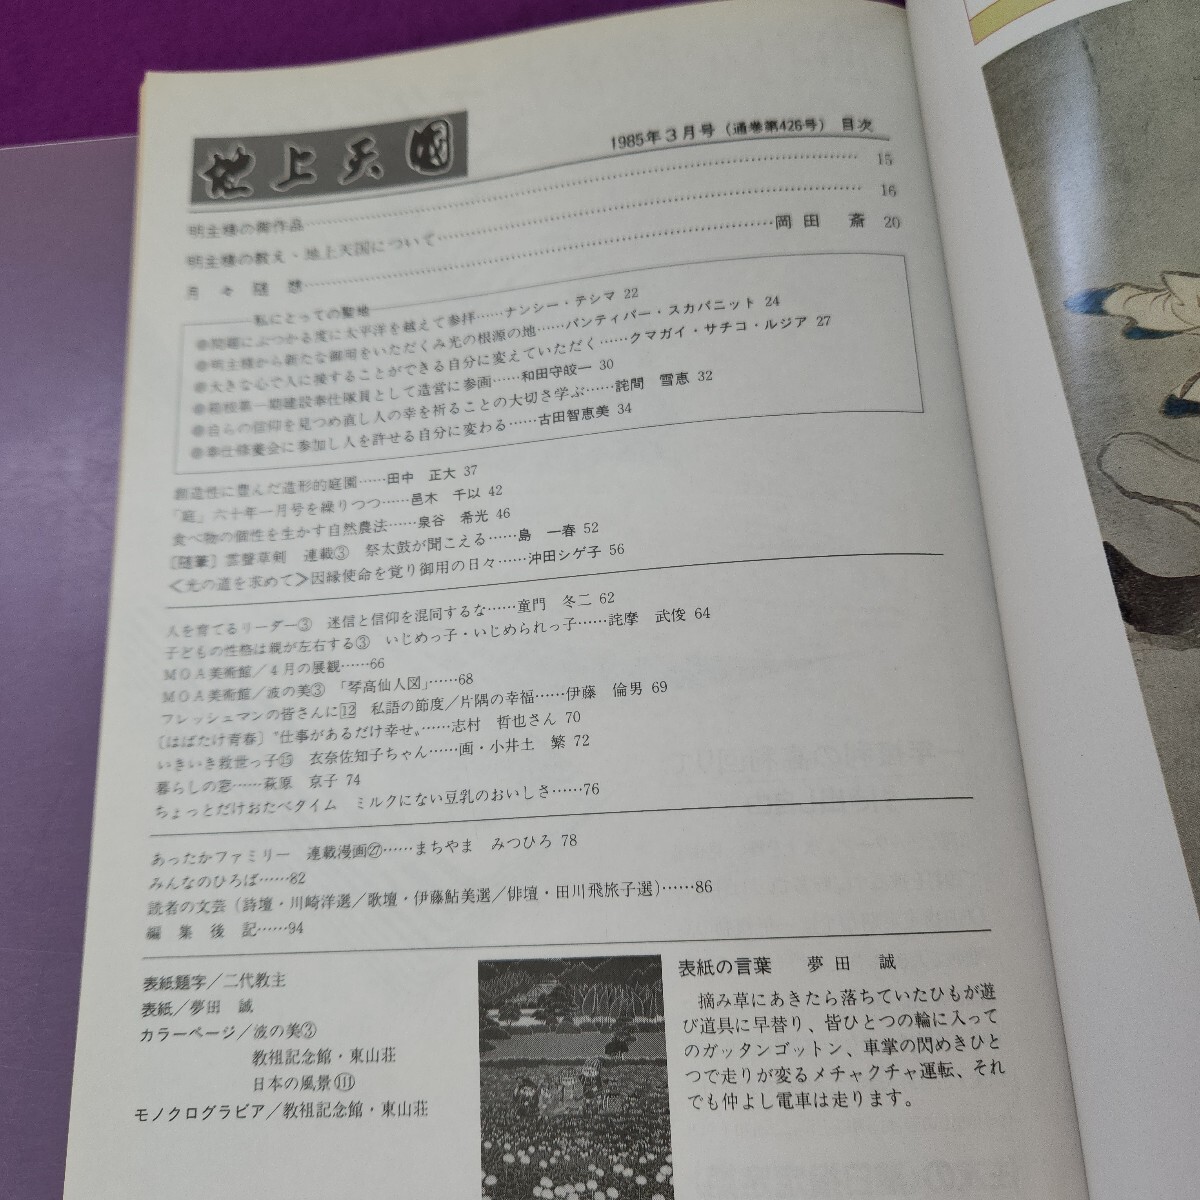 地上天國
1985年3月号（通巻第426号） 目次
明主様の御作品…… 15
明主様の教え・地上天国について…… 16
月々随想……岡田 斎 20
私にとっての聖地
●問題にぶつかる度に太平洋を越えて参拝……ナンシー・テシマ 22
●明主様から新たな御用をいただくみ光の根源の地……バンティバー・スカパニット 24
●大きな心で人に接することができる自分に変えていただく……クマガイ・サチコ・ルジア 27
●箱根第一期建設奉仕隊員として造営に参画……和田守皎一 30
●自らの信仰を見つめ直し人の幸を祈ることの大切さ学ぶ……詫間 雪恵 32
●奉仕修養会に参加し人を許せる自分に変わる……古田智恵美 34
創造性に豊んだ造形的庭園……田中 正大 37
「庭」六十年一月号を繰りつつ……邑木 千以 42
食べ物の個性を生かす自然農法……泉谷 希光 46
〔随筆〕雲聲草剣 連載③ 祭太鼓が聞こえる……島 一春 52
＜光の道を求めて＞因縁使命を覚り御用の日々……沖田シゲ子 56
人を育てるリーダー③ 迷信と信仰を混同するな……童門 冬二 62
子どもの性格は親が左右する③ いじめっ子・いじめられっ子……詫摩 武俊 64
MOA美術館／4月の展観……66
MOA美術館／波の美③ 「琴高仙人図」……68
フレッシュマンの皆さんに12 私語の節度／片隅の幸福……伊藤 倫男 69
〔はばたけ青春〕〝仕事があるだけ幸せ〟……志村 哲也さん 70
いきいき救世っ子⑮ 衣奈佐知子ちゃん……画・小井土 繁 72
暮らしの窓……萩原 京子 74
ちょっとだけおたべタイム ミルクにない豆乳のおいしさ……76
あったかファミリー 連載漫画㉗……まちやま みつひろ 78
みんなのひろば……82
読者の文芸（詩壇・川崎洋選／歌壇・伊藤鮎美選／俳壇・田川飛旅子選）……86
編集後記……94
表紙題字／二代教主
表紙／夢田 誠
カラーページ／波の美③
教祖記念館・東山荘
日本の風景⑪
モノクログラビア／教祖記念館・東山荘
表紙の言葉 夢田 誠
摘み草にあきたら落ちていたひもが遊
び道具に早替り、皆ひとつの輪に入って
のガッタンゴットン、車掌の閃めきひと
つで走りが変るメチャクチャ運転、それ
でも仲よし電車は走ります。